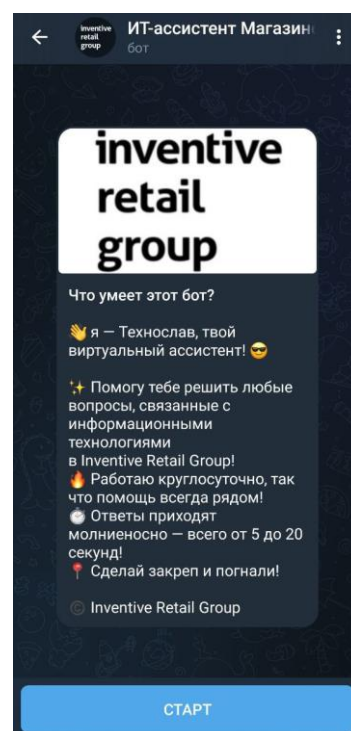 inventive
retail
group
ИТ-ассистент Магазин
бот
inventive
retail
group
Что умеет этот бот?
👋 я — Технослав, твой
виртуальный ассистент! 😎
✨ Помогу тебе решить любые
вопросы, связанные с
информационными
технологиями
в Inventive Retail Group!
🔥 Работаю круглосуточно, так
что помощь всегда рядом!
⏱ Ответы приходят
молниеносно — всего от 5 до 20
секунд!
📍 Сделай закреп и погнали!
© Inventive Retail Group
СТАРТ